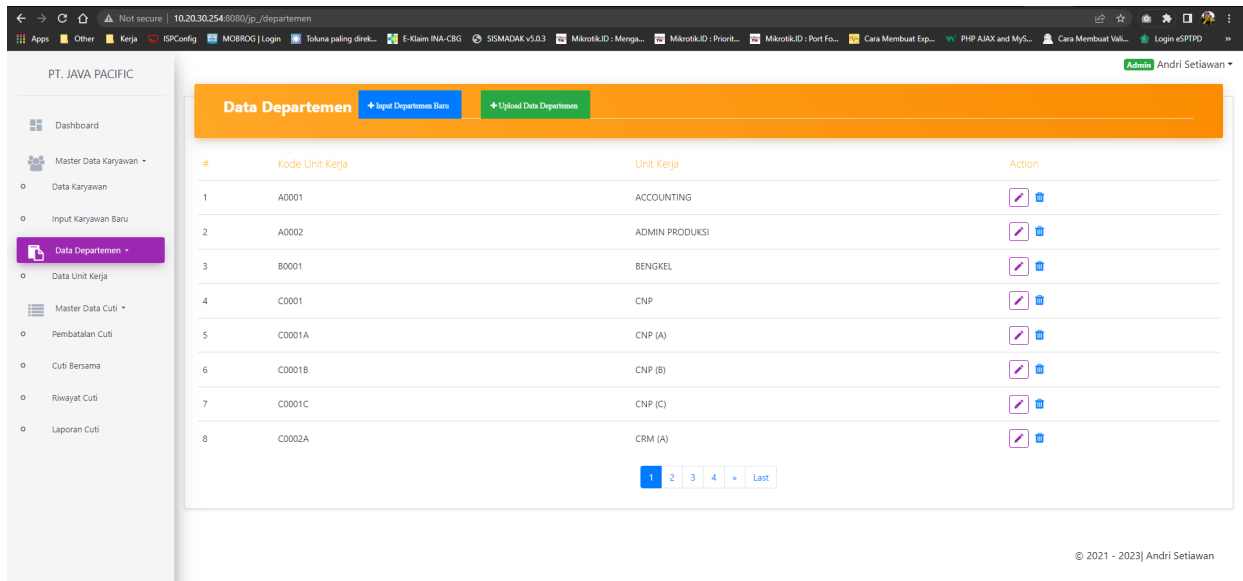 Not secure | 10.20.30.254:8080/jp_/departemen
Apps Other Kerja ISPConfig MOBROG | Login Toluna paling direk... E-Klaim INA-CBG SISMADAK v5.0.3 Mikrotik.ID : Menga... Mikrotik.ID : Priorit... Mikrotik.ID : Port Fo... Cara Membuat Exp... PHP AJAX and MyS... Cara Membuat Vali... Login eSPTPD »
PT. JAVA PACIFIC
Admin Andri Setiawan
Dashboard
Master Data Karyawan
Data Karyawan
Input Karyawan Baru
Data Departemen
Data Unit Kerja
Master Data Cuti
Pembatalan Cuti
Cuti Bersama
Riwayat Cuti
Laporan Cuti
Data Departemen + Input Departemen Baru + Upload Data Departemen
# Kode Unit Kerja Unit Kerja Action
1 A0001 ACCOUNTING
2 A0002 ADMIN PRODUKSI
3 B0001 BENGKEL
4 C0001 CNP
5 C0001A CNP (A)
6 C0001B CNP (B)
7 C0001C CNP (C)
8 C0002A CRM (A)
1 2 3 4 » Last
© 2021 - 2023| Andri Setiawan